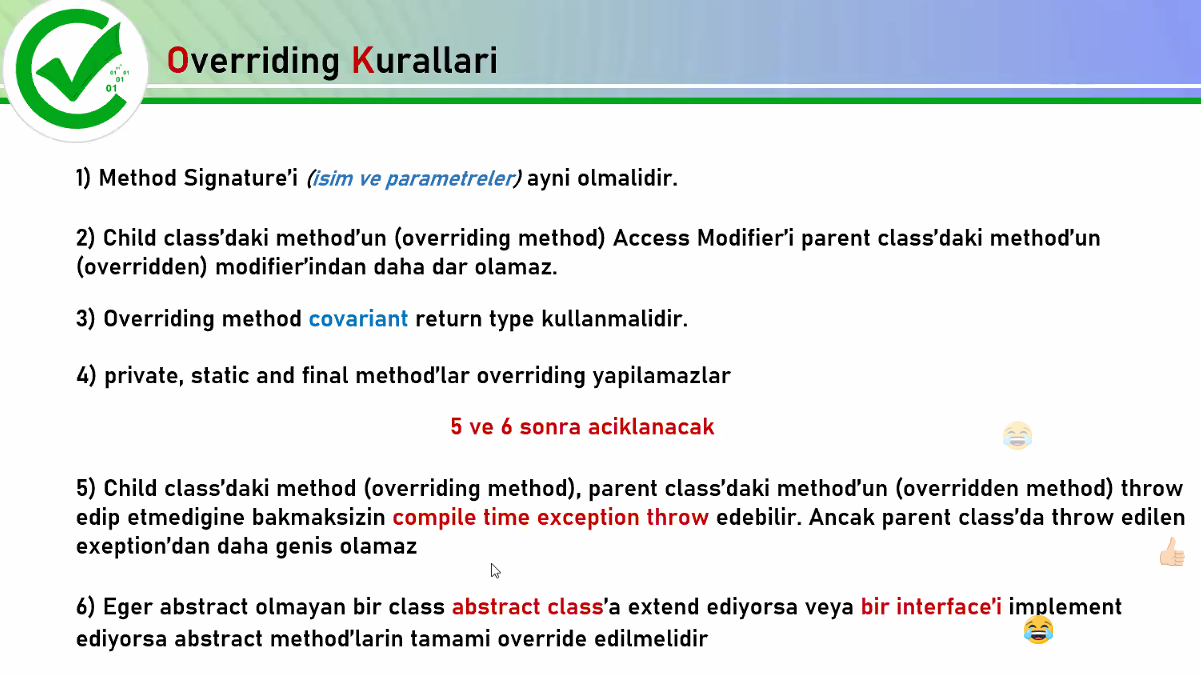 01 01
01
01
Overriding Kurallari
1) Method Signature’i (isim ve parametreler) ayni olmalidir.
2) Child class’daki method’un (overriding method) Access Modifier’i parent class’daki method’un
(overridden) modifier’indan daha dar olamaz.
3) Overriding method covariant return type kullanmalidir.
4) private, static and final method’lar overriding yapilamazlar
5 ve 6 sonra aciklanacak
5) Child class’daki method (overriding method), parent class’daki method’un (overridden method) throw
edip etmedigine bakmaksizin compile time exception throw edebilir. Ancak parent class’da throw edilen
exeption’dan daha genis olamaz
6) Eger abstract olmayan bir class abstract class’a extend ediyorsa veya bir interface’i implement
ediyorsa abstract method’larin tamami override edilmelidir